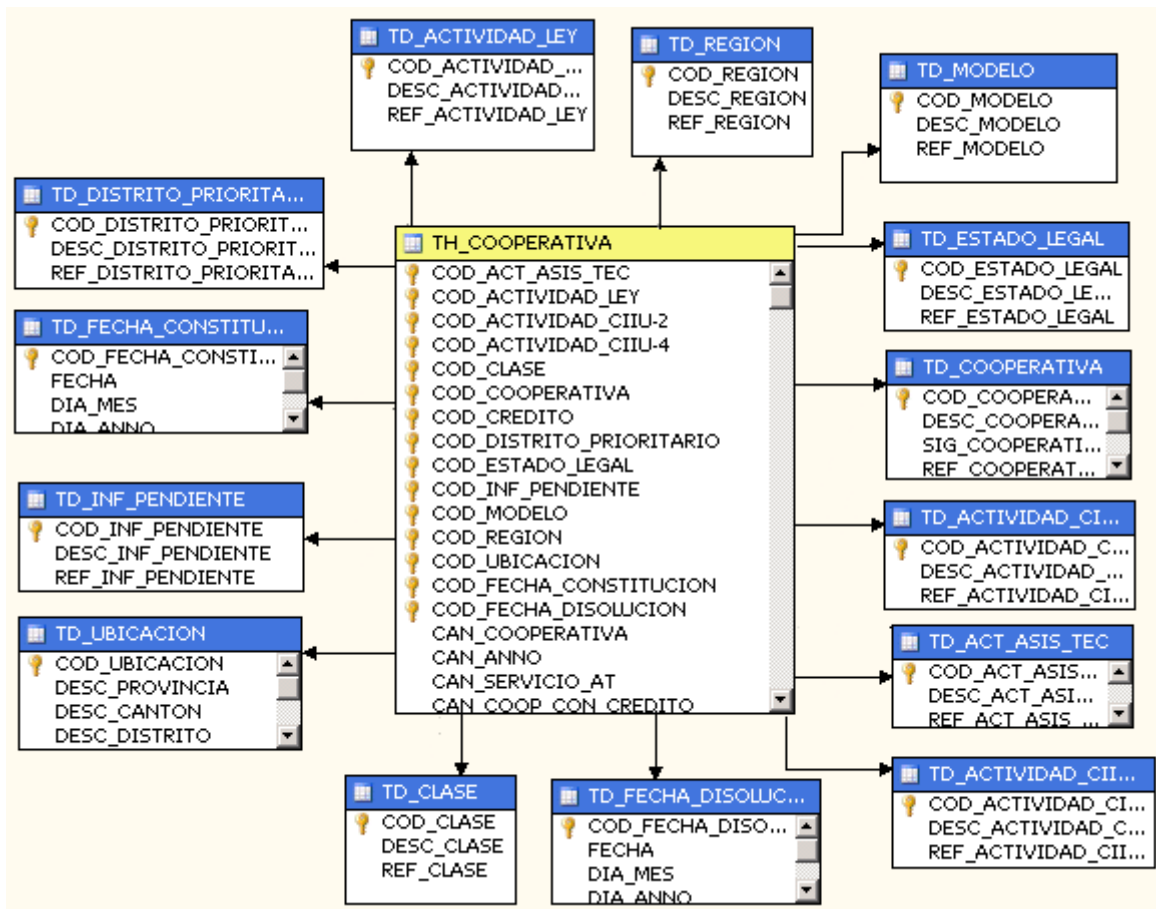 TD_ACTIVIDAD_LEY
COD_ACTIVIDAD_...
DESC_ACTIVIDAD...
REF_ACTIVIDAD_LEY
TD_REGION
COD_REGION
DESC_REGION
REF_REGION
TD_MODELO
COD_MODELO
DESC_MODELO
REF_MODELO
TD_DISTRITO_PRIORITA...
COD_DISTRITO_PRIORIT...
DESC_DISTRITO_PRIORIT...
REF_DISTRITO_PRIORITA...
TD_FECHA_CONSTITU...
COD_FECHA_CONSTI...
FECHA
DIA_MES
DIA_ANNO
TD_INF_PENDIENTE
COD_INF_PENDIENTE
DESC_INF_PENDIENTE
REF_INF_PENDIENTE
TD_UBICACION
COD_UBICACION
DESC_PROVINCIA
DESC_CANTON
DESC_DISTRITO
TH_COOPERATIVA
COD_ACT_ASIS_TEC
COD_ACTIVIDAD_LEY
COD_ACTIVIDAD_CIIU-2
COD_ACTIVIDAD_CIIU-4
COD_CLASE
COD_COOPERATIVA
COD_CREDITO
COD_DISTRITO_PRIORITARIO
COD_ESTADO_LEGAL
COD_INF_PENDIENTE
COD_MODELO
COD_REGION
COD_UBICACION
COD_FECHA_CONSTITUCION
COD_FECHA_DISOLUCION
CAN_COOPERATIVA
CAN_ANNO
CAN_SERVICIO_AT
CAN_COOP_CON_CREDITO
TD_ESTADO_LEGAL
COD_ESTADO_LEGAL
DESC_ESTADO_LE...
REF_ESTADO_LEGAL
TD_COOPERATIVA
COD_COOPERA...
DESC_COOPERA...
SIG_COOPERATI...
REF_COOPERAT...
TD_ACTIVIDAD_CI...
COD_ACTIVIDAD_C...
DESC_ACTIVIDAD_...
REF_ACTIVIDAD_CI...
TD_ACT_ASIS_TEC
COD_ACT_ASIS...
DESC_ACT_ASI...
REF_ACT_ASIS_...
TD_ACTIVIDAD_CII...
COD_ACTIVIDAD_CI...
DESC_ACTIVIDAD_C...
REF_ACTIVIDAD_CII...
TD_CLASE
COD_CLASE
DESC_CLASE
REF_CLASE
TD_FECHA_DISOLUC...
COD_FECHA_DISO...
FECHA
DIA_MES
DIA_ANNO